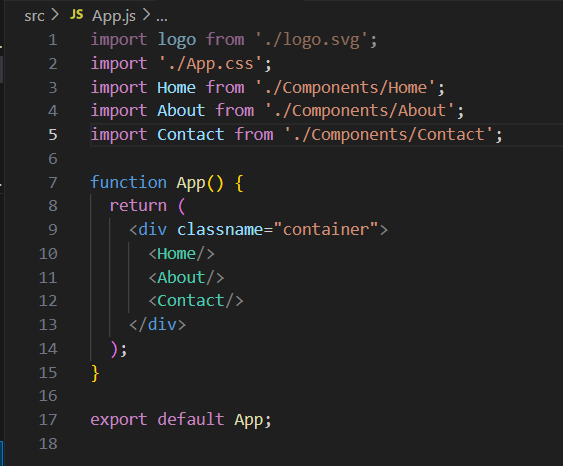 src > JS App.js > ...
1 import logo from './logo.svg';
2 import './App.css';
3 import Home from './Components/Home';
4 import About from './Components/About';
5 import Contact from './Components/Contact';
6
7 function App() {
8   return (
9     <div classname="container">
10       <Home/>
11       <About/>
12       <Contact/>
13     </div>
14   );
15 }
16
17 export default App;
18